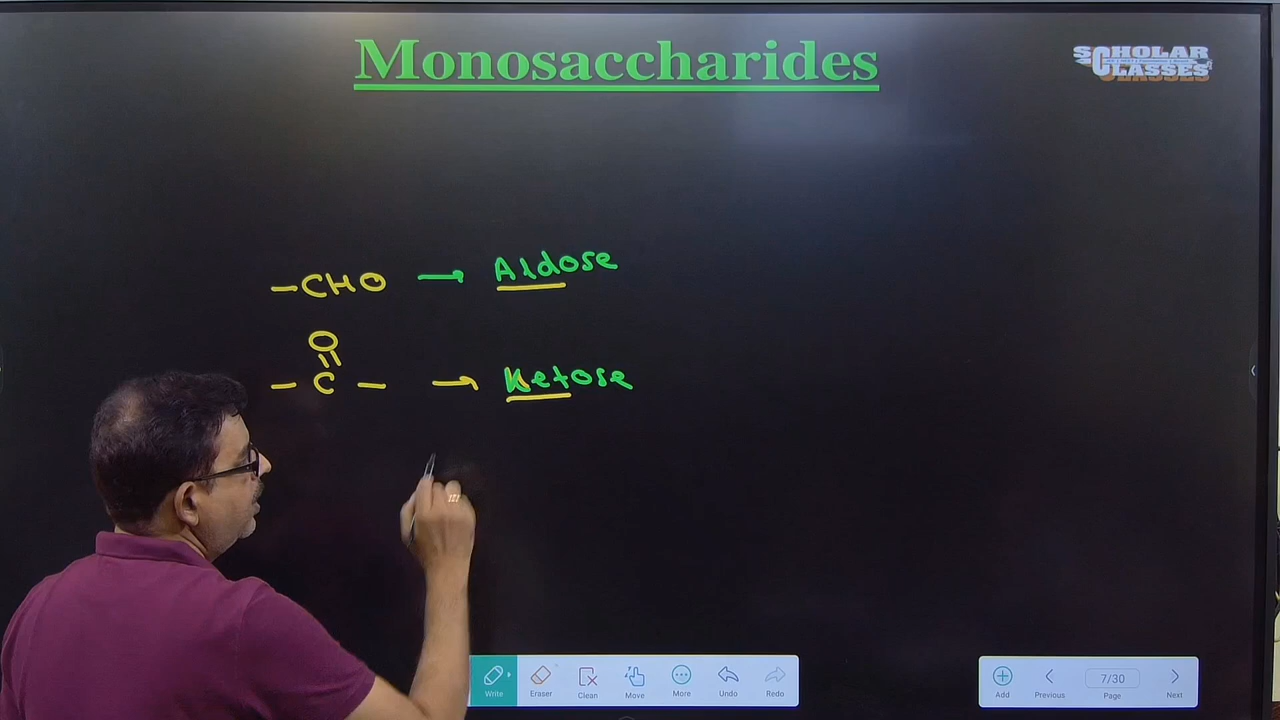 Monosaccharides
SCHOLAR
CLASSES
-CHO → Aldose
O
- C - → Ketose
Write
Eraser
Clean
Move
More
Undo
Redo
Add
Previous
7/30
Page
Next